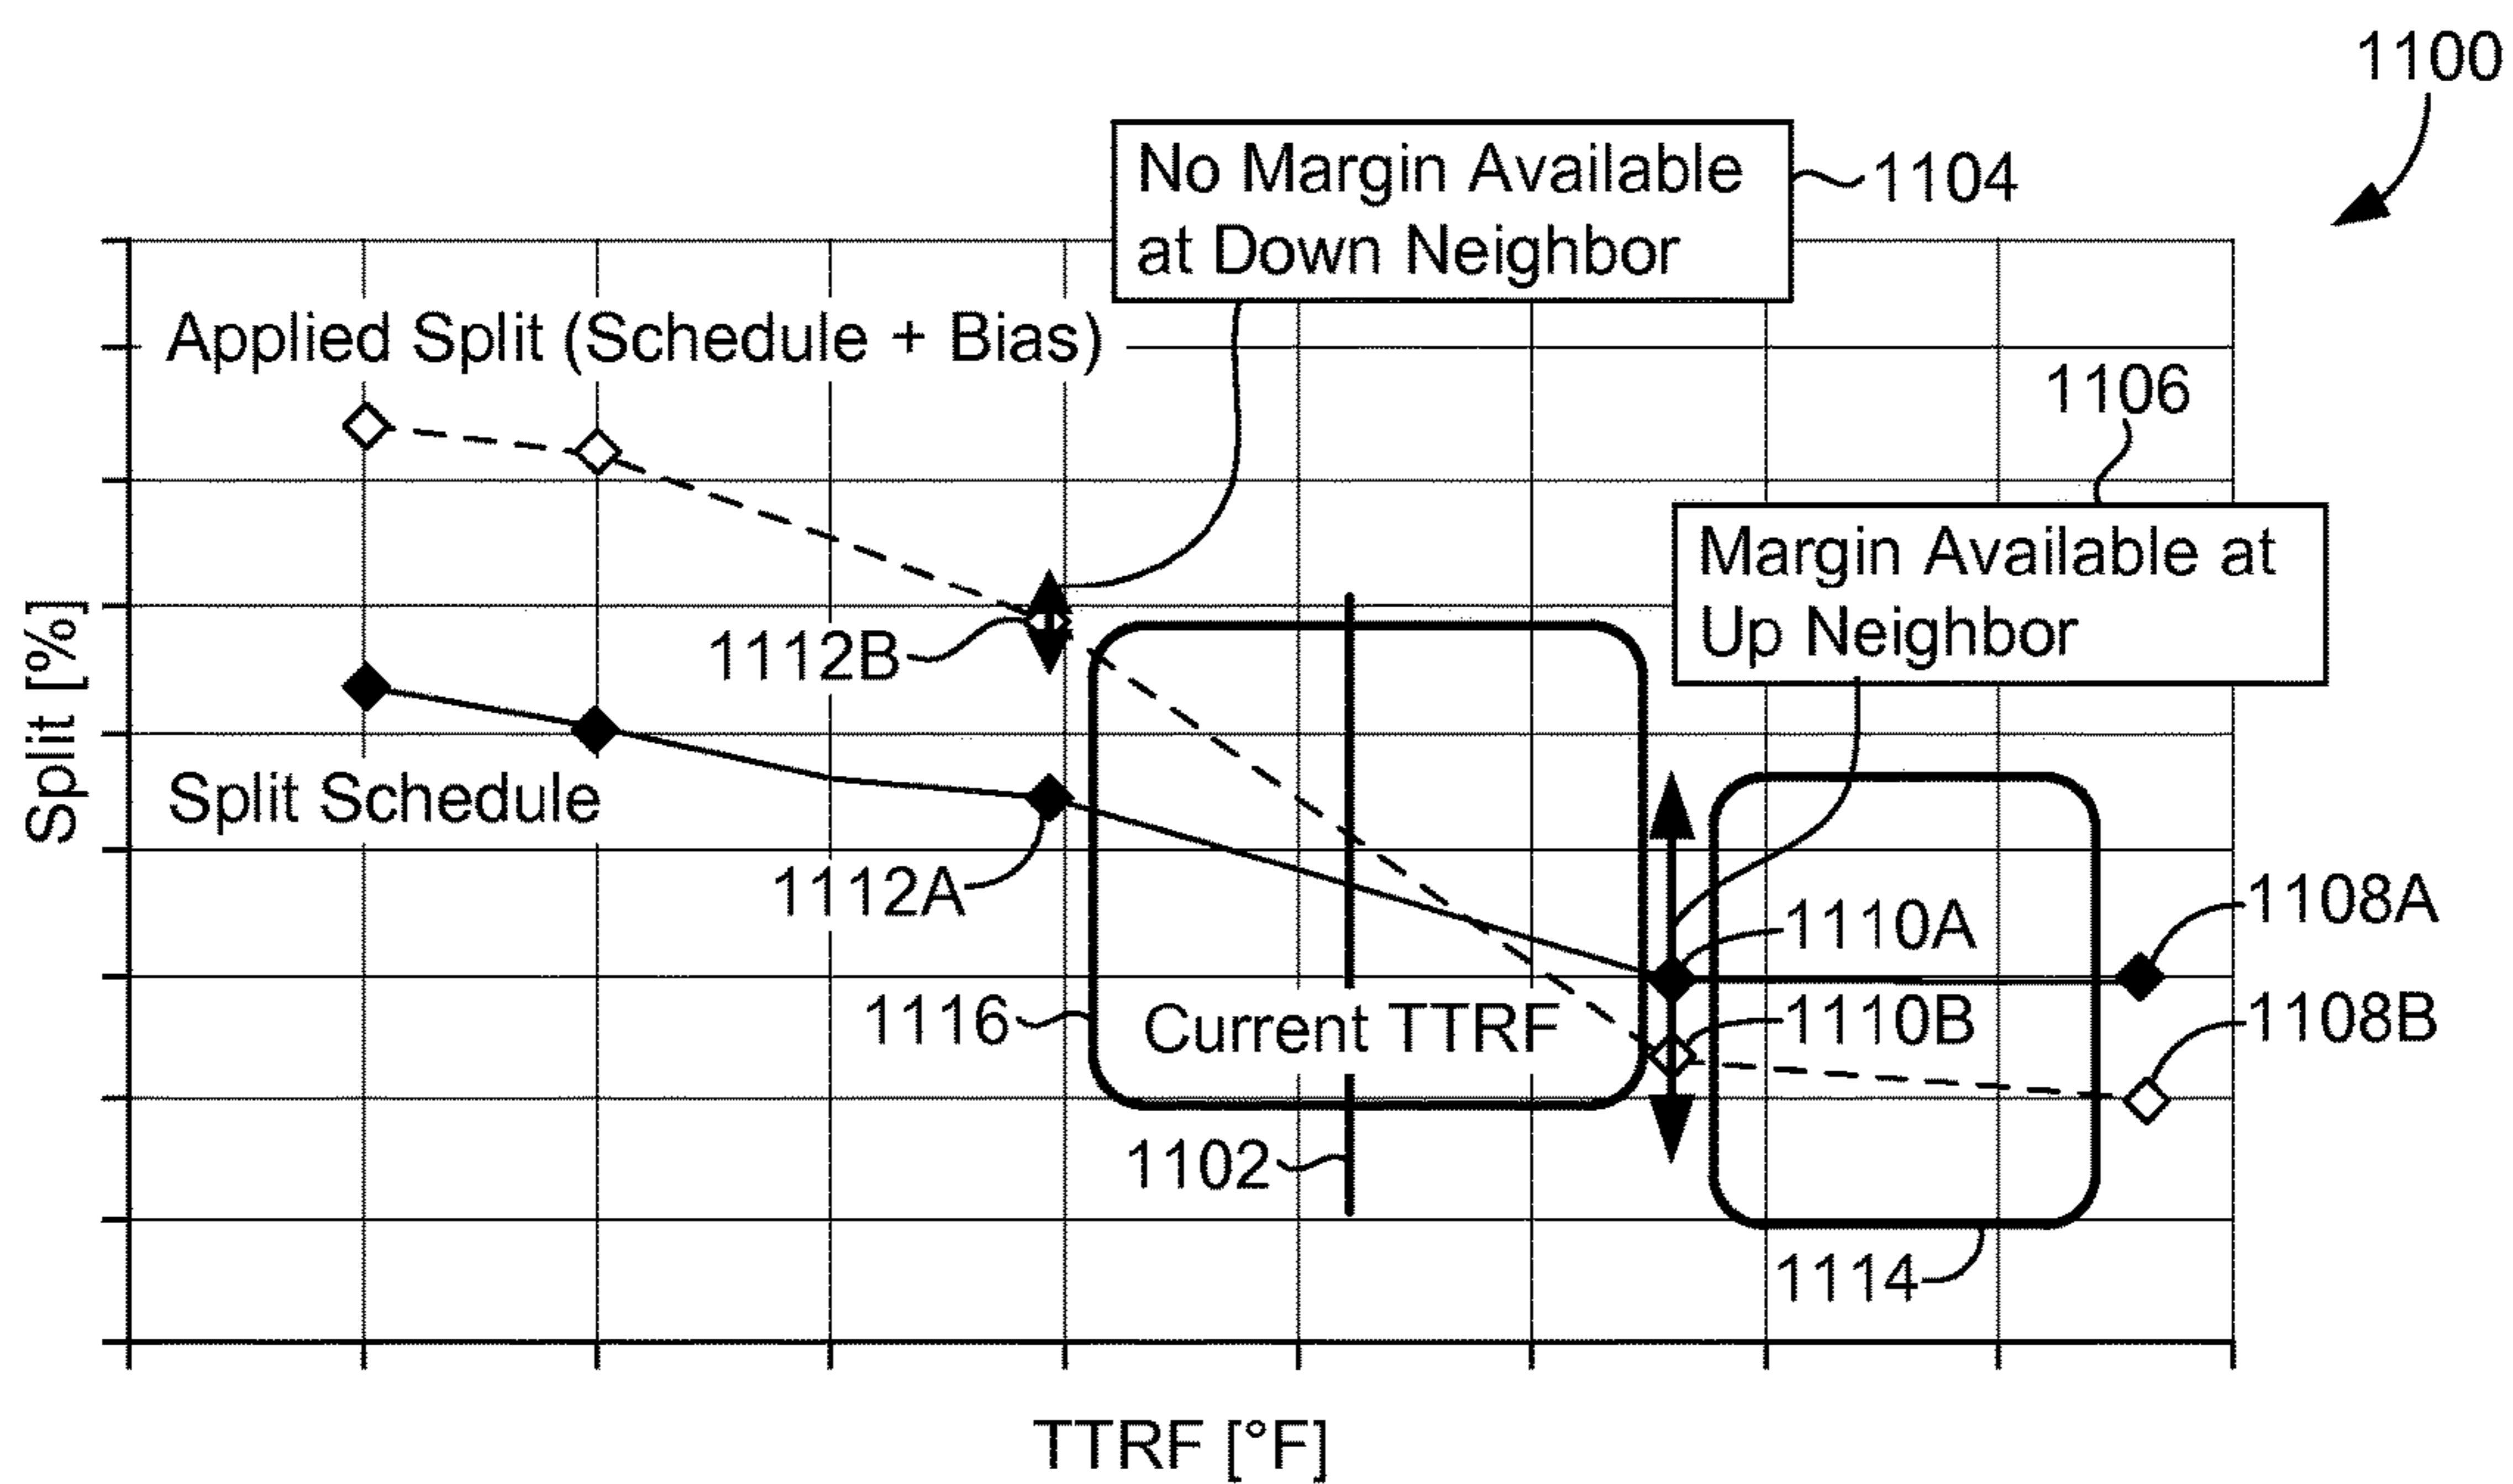 1100
No Margin Available
at Down Neighbor
1104
Applied Split (Schedule + Bias)
1106
Margin Available at
Up Neighbor
1112B
Split [%]
Split Schedule
1112A
1110A
1108A
1116
Current TTRF
1110B
1108B
1102
1114
TTRF [°F]